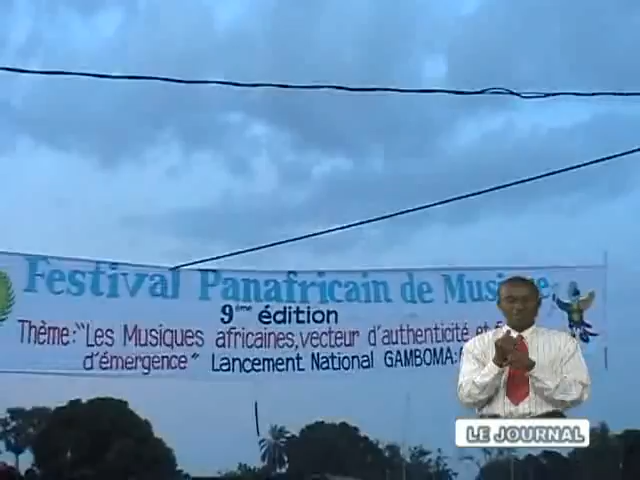 Festival Panafricain de Musique
9ème édition
Thème:"Les Musiques africaines,vecteur d'authenticité et
d'émergence" Lancement National GAMBOMA
LE JOURNAL